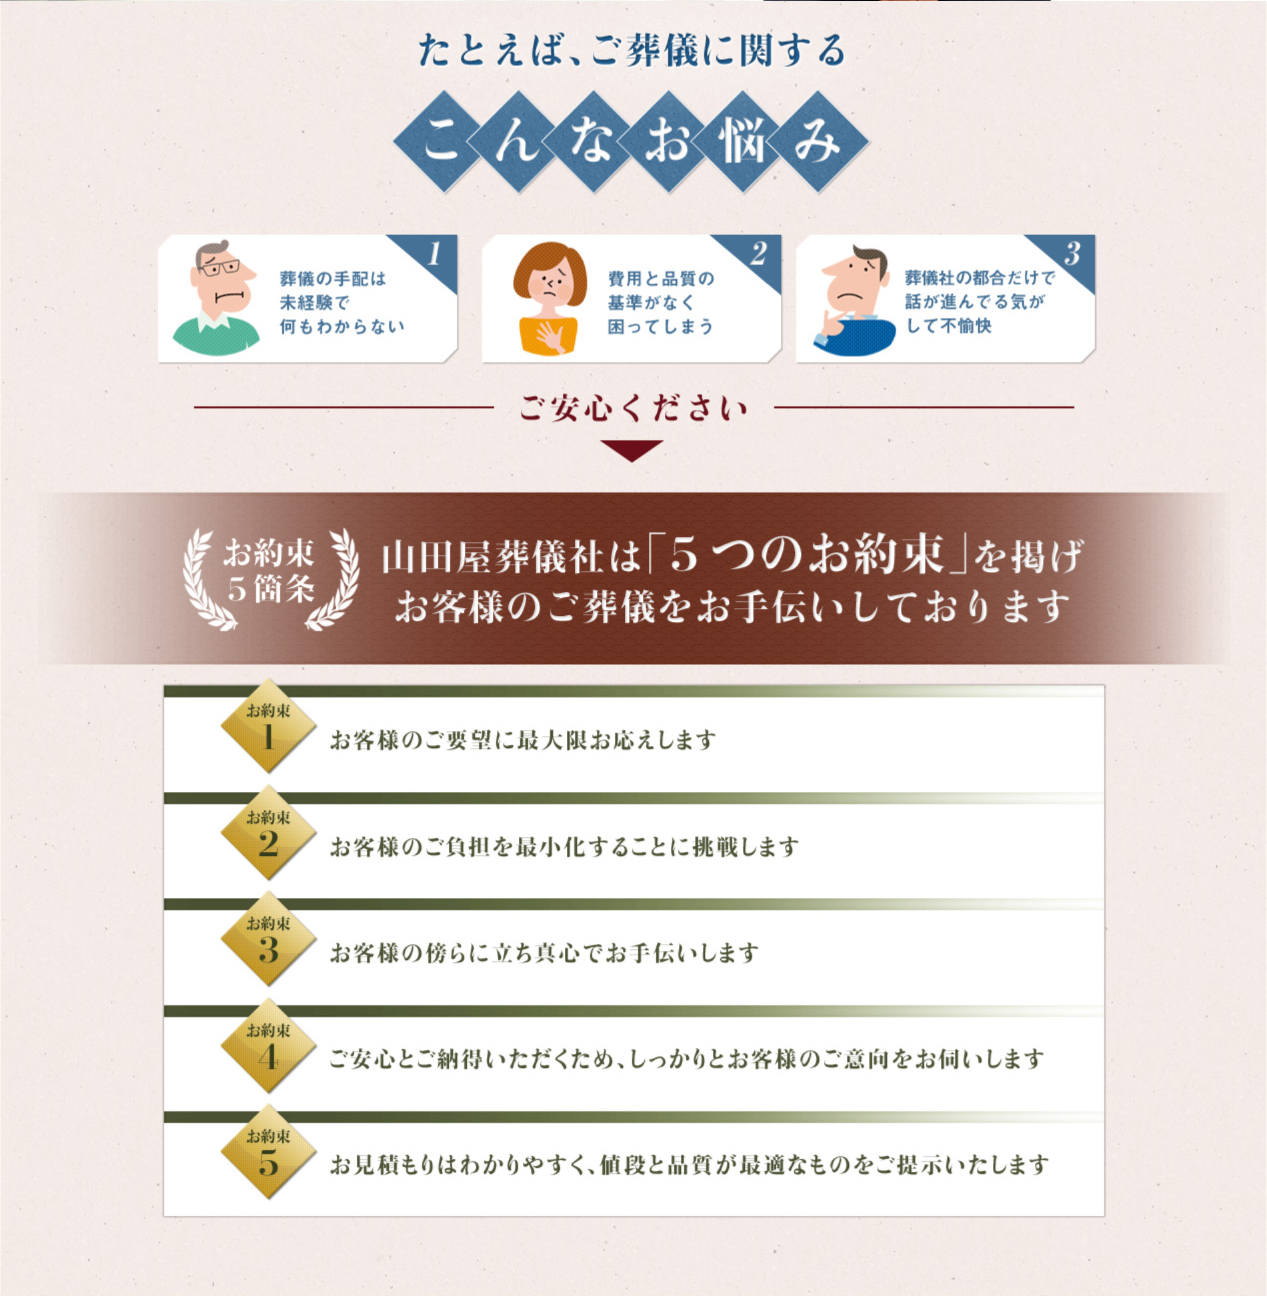 たとえば、ご葬儀に関する
こんなお悩み
1
葬儀の手配は
未経験で
何もわからない
2
費用と品質の
基準がなく
困ってしまう
3
葬儀社の都合だけで
話が進んでる気が
して不愉快
ご安心ください
お約束
5箇条
山田屋葬儀社は「5つのお約束」を掲げ
お客様のご葬儀をお手伝いしております
お約束
1
お客様のご要望に最大限お応えします
お約束
2
お客様のご負担を最小化することに挑戦します
お約束
3
お客様の傍らに立ち真心でお手伝いします
お約束
4
ご安心とご納得いただくため、しっかりとお客様のご意向をお伺いします
お約束
5
お見積もりはわかりやすく、値段と品質が最適なものをご提示いたします